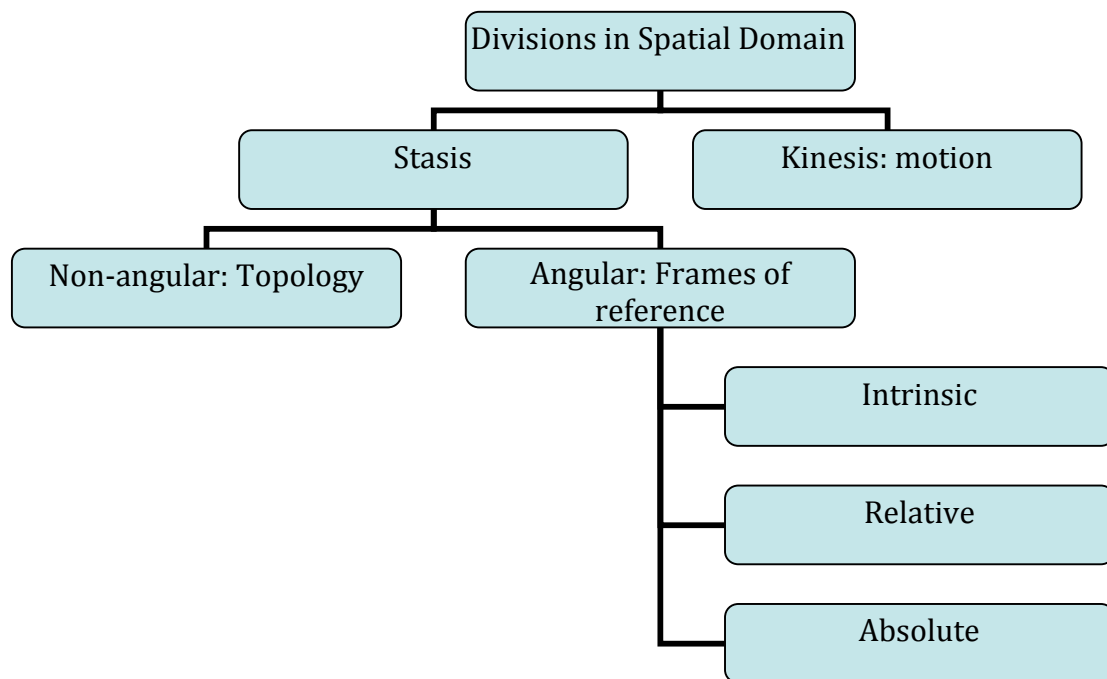 Divisions in Spatial Domain
Stasis
Kinesis: motion
Non-angular: Topology
Angular: Frames of
reference
Intrinsic
Relative
Absolute